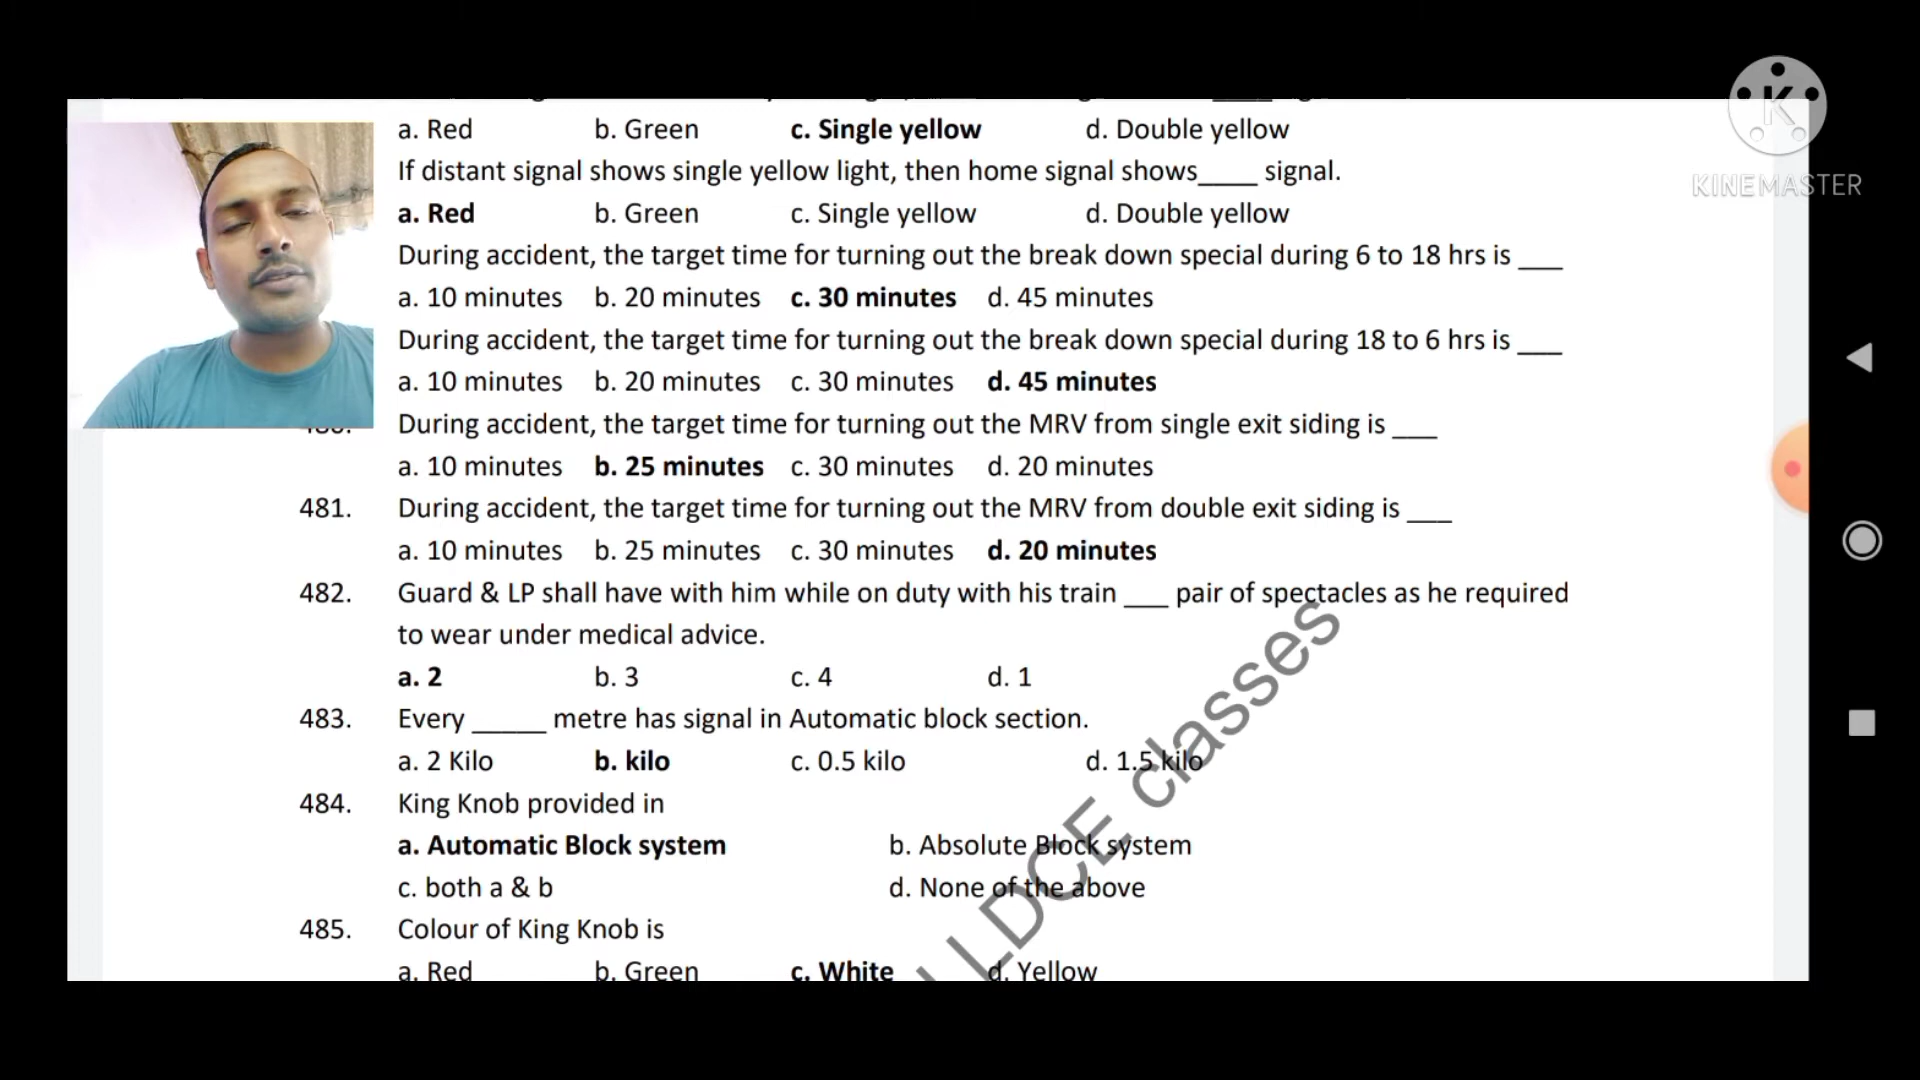 a. Red b. Green c. Single yellow d. Double yellow
If distant signal shows single yellow light, then home signal shows____ signal.
a. Red b. Green c. Single yellow d. Double yellow
During accident, the target time for turning out the break down special during 6 to 18 hrs is ___
a. 10 minutes b. 20 minutes c. 30 minutes d. 45 minutes
During accident, the target time for turning out the break down special during 18 to 6 hrs is ___
a. 10 minutes b. 20 minutes c. 30 minutes d. 45 minutes
During accident, the target time for turning out the MRV from single exit siding is ___
a. 10 minutes b. 25 minutes c. 30 minutes d. 20 minutes
481. During accident, the target time for turning out the MRV from double exit siding is ___
a. 10 minutes b. 25 minutes c. 30 minutes d. 20 minutes
482. Guard & LP shall have with him while on duty with his train ___ pair of spectacles as he required
to wear under medical advice.
a. 2 b. 3 c. 4 d. 1
483. Every _____ metre has signal in Automatic block section.
a. 2 Kilo b. kilo c. 0.5 kilo d. 1.5 kilo
484. King Knob provided in
a. Automatic Block system b. Absolute Block system
c. both a & b d. None of the above
485. Colour of King Knob is
a. Red b. Green c. White d. Yellow
LDCE classes
K
KINEMASTER